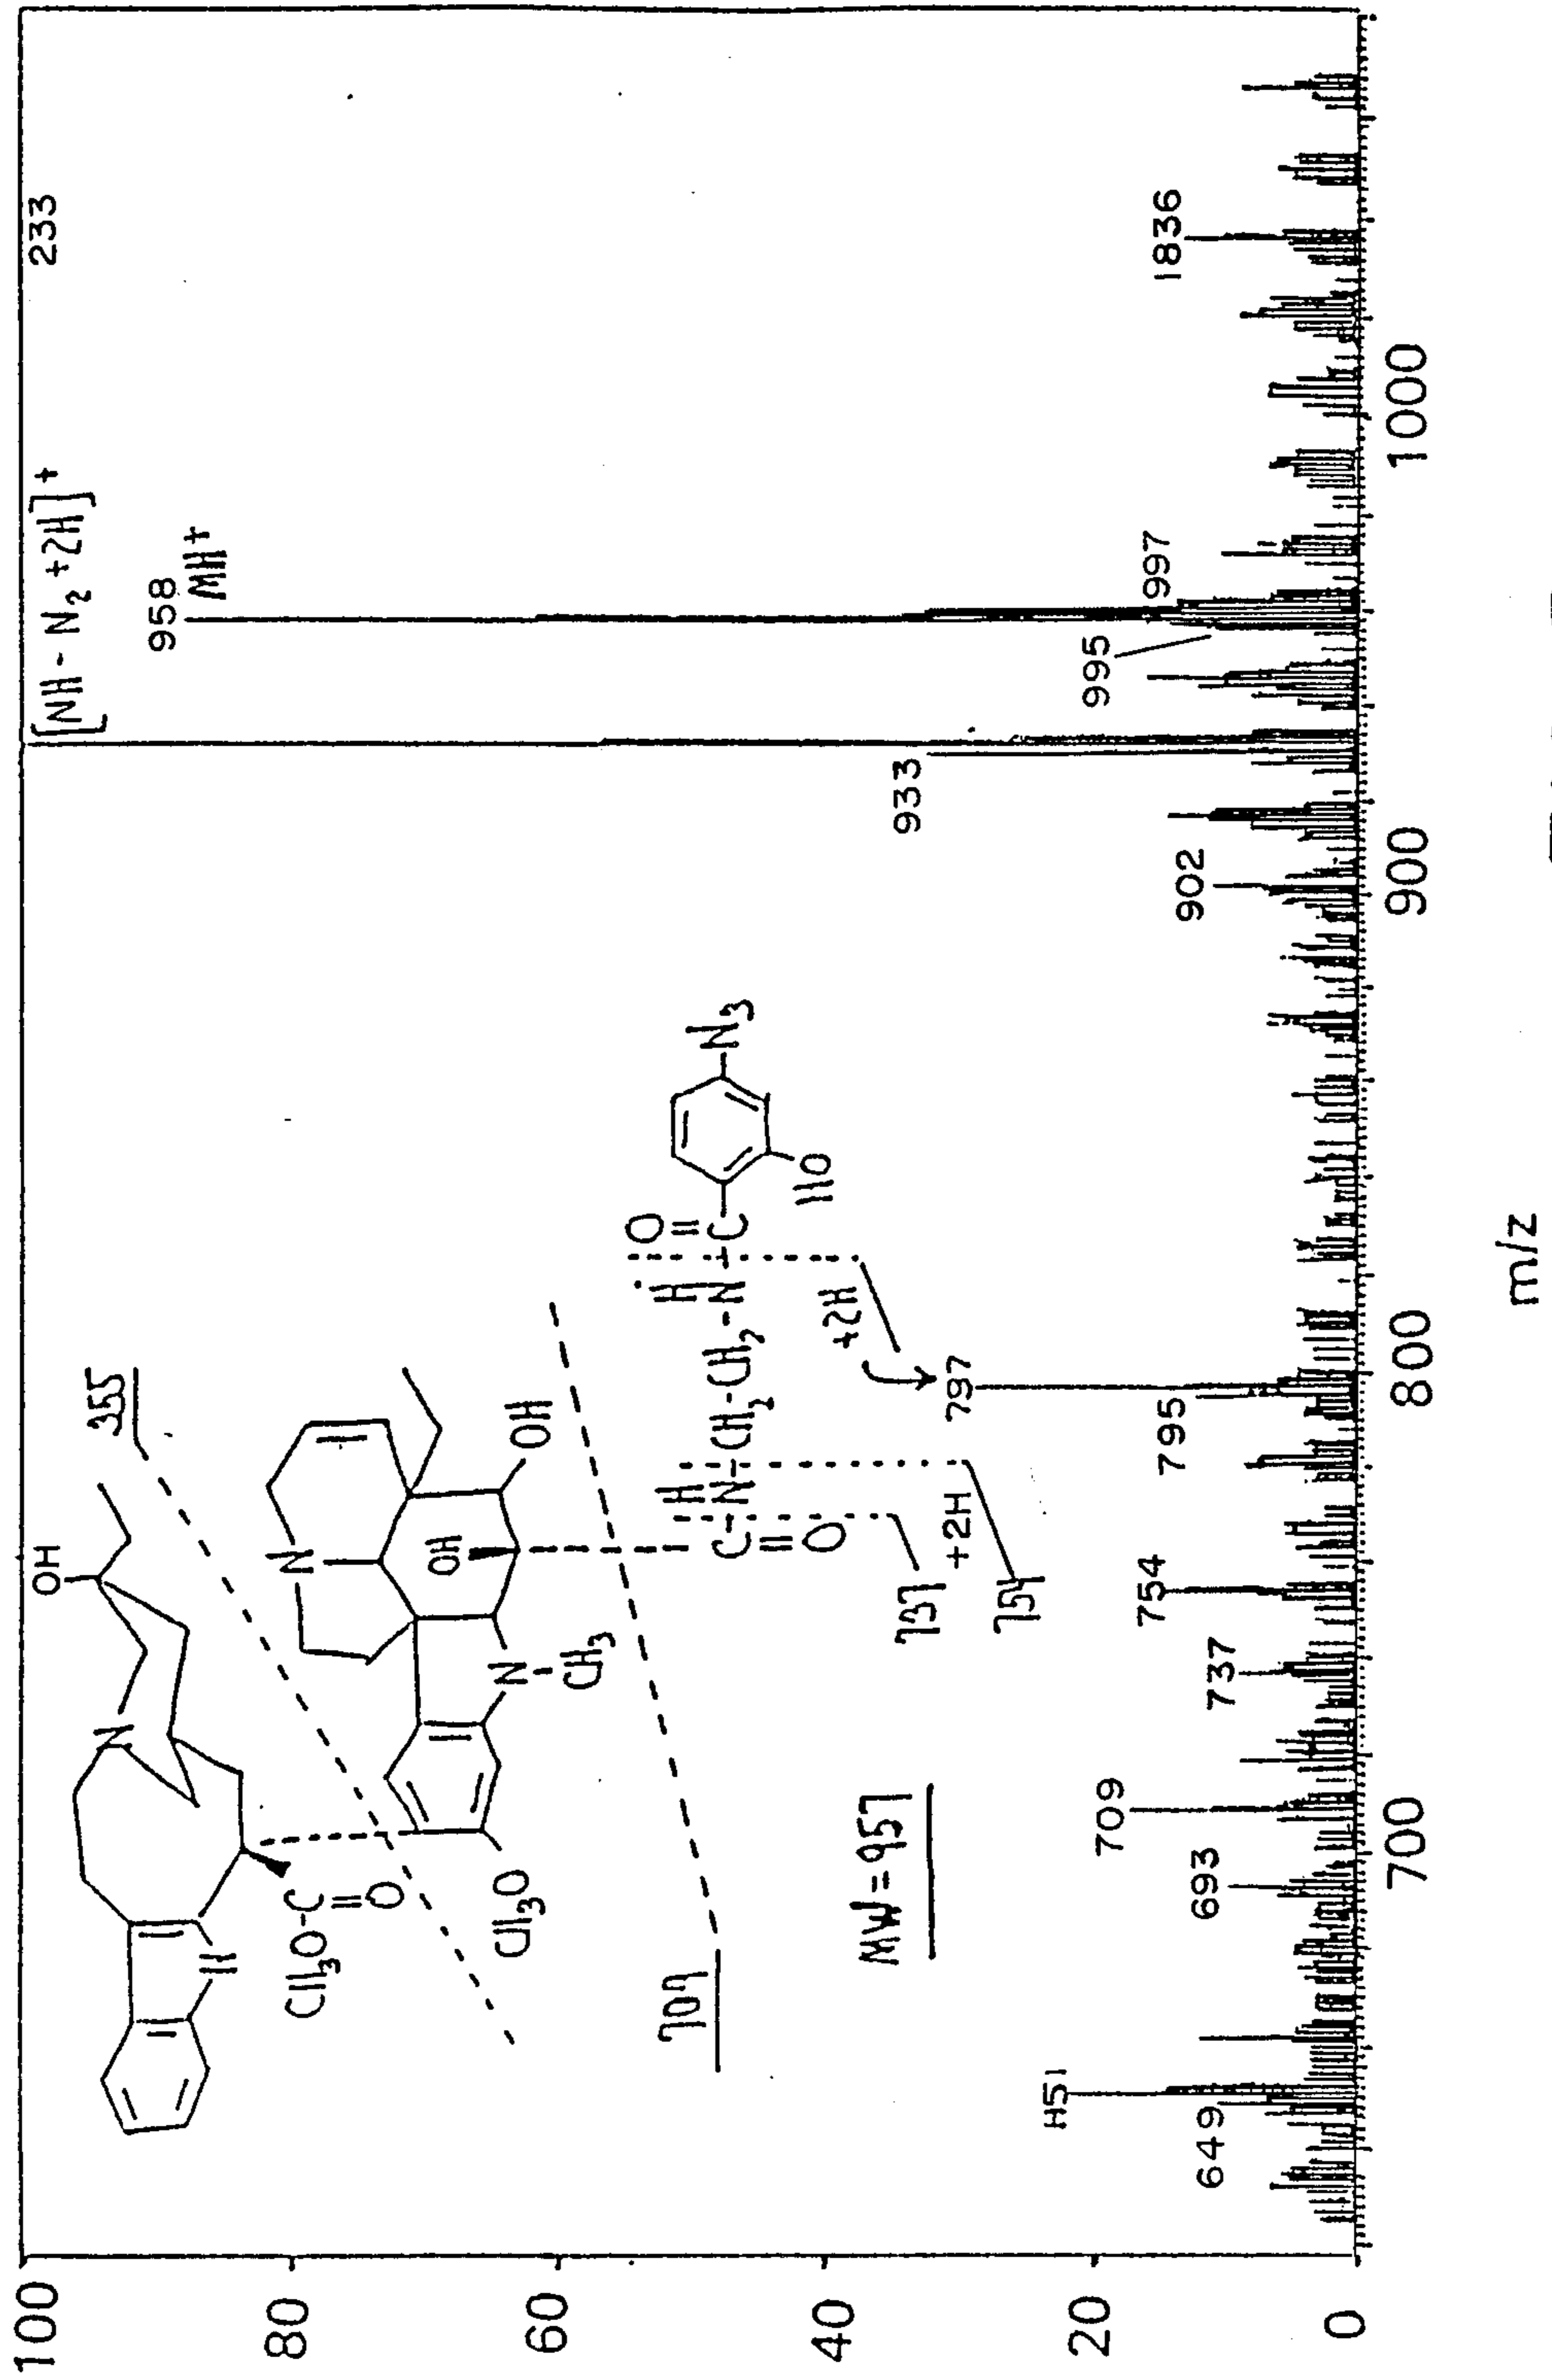 100
80
60
40
20
0
[NH - N2 +2H]+
233
958
MH+
355
OH
N
CH3O-C
O
N
H
N
OH
OH
CH3O
N-CH3
709
MW=957
C-N-CH2-CH2-N-C
O
H
H
O
HO
N3
737
+2H
754
+2H
797
795
754
737
709
693
H51
649
902
933
995
997
1836
700
800
900
1000
m/z